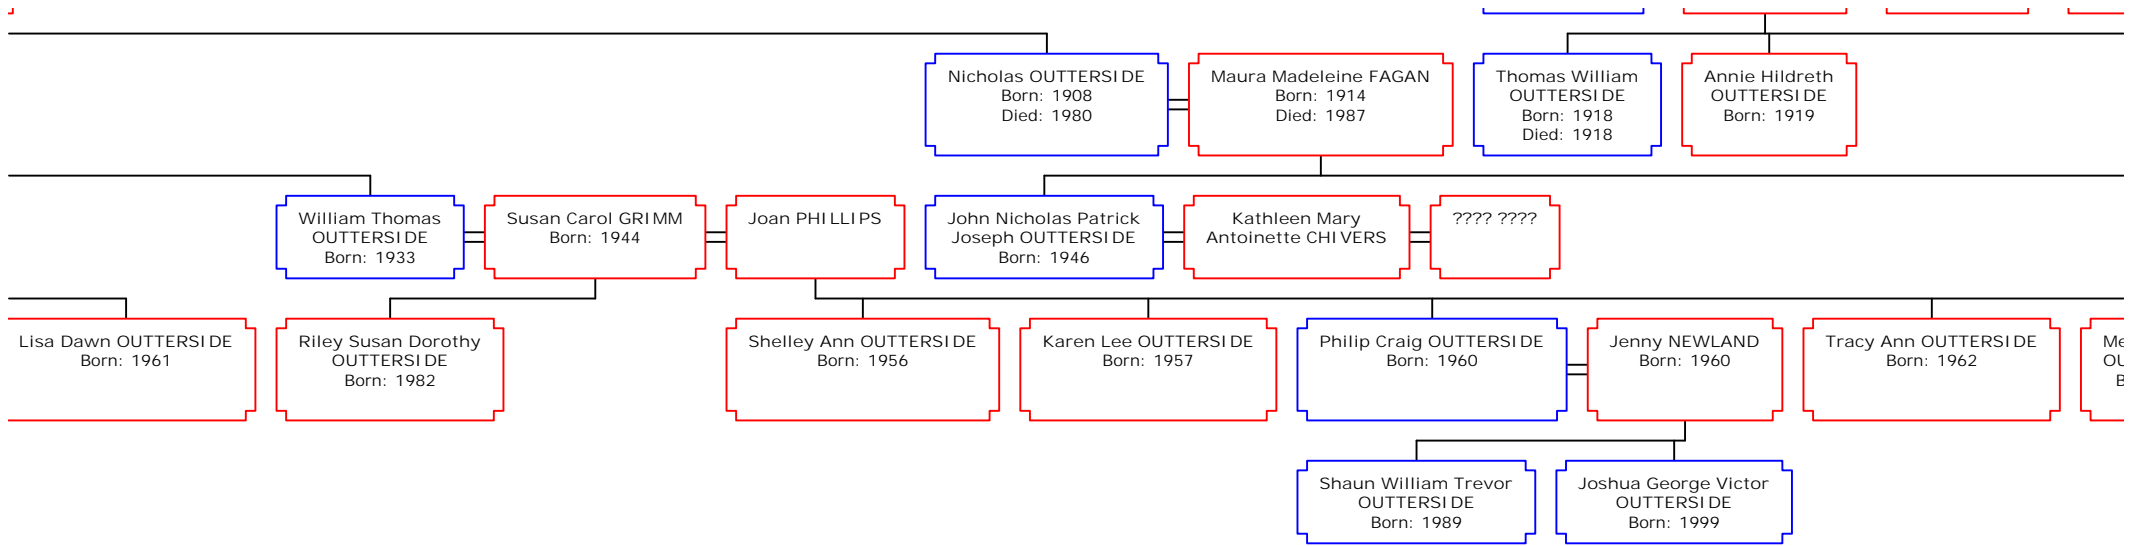 Nicholas OUTTERSIDE
Born: 1908
Died: 1980
Maura Madeleine FAGAN
Born: 1914
Died: 1987
Thomas William
OUTTERSIDE
Born: 1918
Died: 1918
Annie Hildreth
OUTTERSIDE
Born: 1919
William Thomas
OUTTERSIDE
Born: 1933
Susan Carol GRIMM
Born: 1944
Joan PHILLIPS
John Nicholas Patrick
Joseph OUTTERSIDE
Born: 1946
Kathleen Mary
Antoinette CHIVERS
???? ????
Lisa Dawn OUTTERSIDE
Born: 1961
Riley Susan Dorothy
OUTTERSIDE
Born: 1982
Shelley Ann OUTTERSIDE
Born: 1956
Karen Lee OUTTERSIDE
Born: 1957
Philip Craig OUTTERSIDE
Born: 1960
Jenny NEWLAND
Born: 1960
Tracy Ann OUTTERSIDE
Born: 1962
Shaun William Trevor
OUTTERSIDE
Born: 1989
Joshua George Victor
OUTTERSIDE
Born: 1999